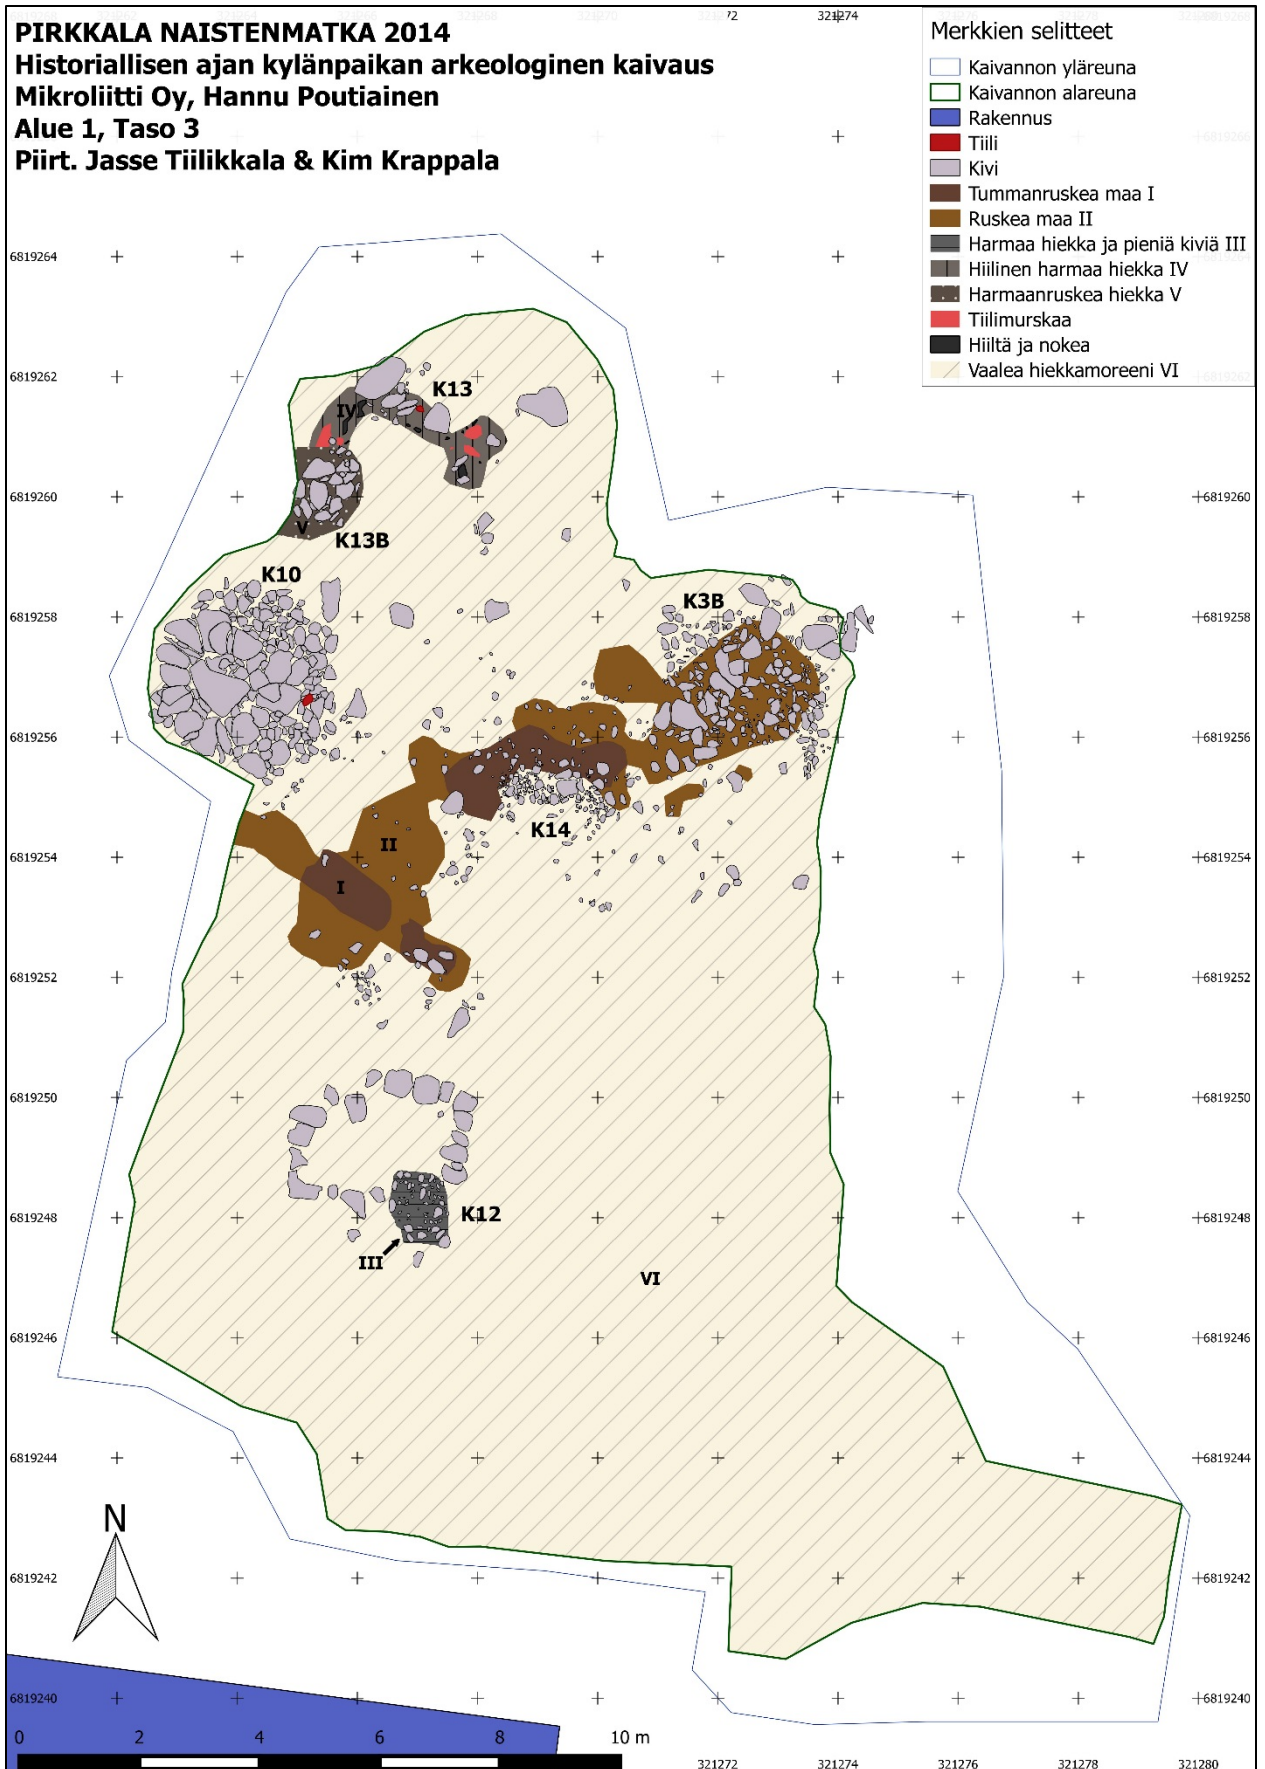 PIRKKALA NAISTENMATKA 2014
Historiallisen ajan kylänpaikan arkeologinen kaivaus
Mikroliitti Oy, Hannu Poutiainen
Alue 1, Taso 3
Piirt. Jasse Tiilikkala & Kim Krappala
321272
321274
Merkkien selitteet
Kaivannon yläreuna
Kaivannon alareuna
Rakennus
Tiili
Kivi
Tummanruskea maa I
Ruskea maa II
Harmaa hiekka ja pieniä kiviä III
Hiilinen harmaa hiekka IV
Harmaanruskea hiekka V
Tiilimurskaa
Hiiltä ja nokea
Vaalea hiekkamoreeni VI
6819264
6819262
6819262
K13
IV
6819260
6819260
V
K13B
K10
K3B
6819258
6819258
6819256
6819256
K14
II
6819254
6819254
I
6819252
6819252
6819250
6819250
K12
6819248
6819248
III
VI
6819246
6819246
6819244
6819244
N
6819242
6819242
6819240
6819240
0 2 4 6 8 10 m
321272 321274 321276 321278 321280